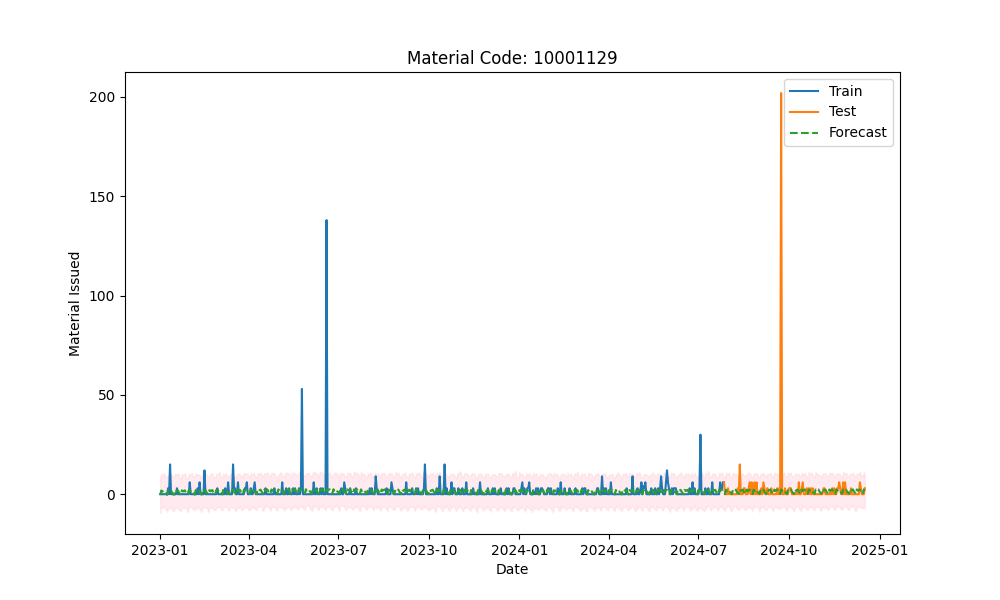 Material Code: 10001129
Train
Test
Forecast
200
150
100
50
0
Material Issued
2023-01 2023-04 2023-07 2023-10 2024-01 2024-04 2024-07 2024-10 2025-01
Date